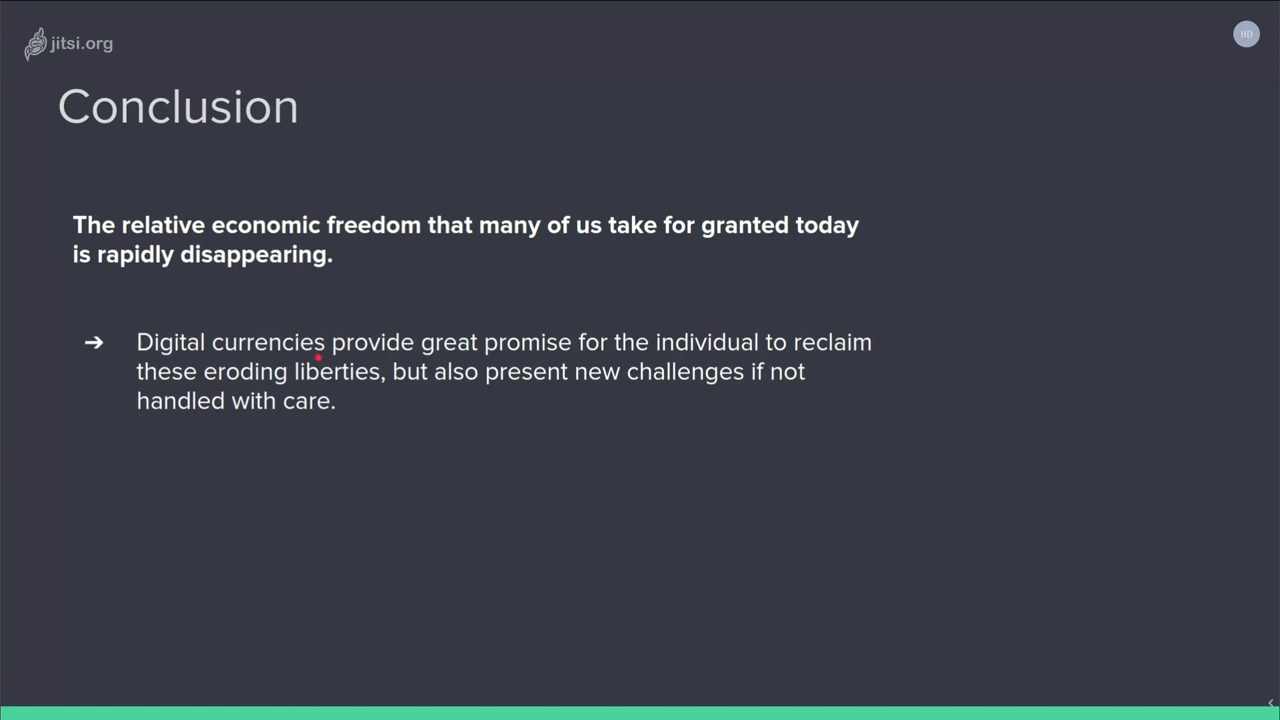 jitsi.org
HD
Conclusion
The relative economic freedom that many of us take for granted today
is rapidly disappearing.
➔ Digital currencies provide great promise for the individual to reclaim
these eroding liberties, but also present new challenges if not
handled with care.